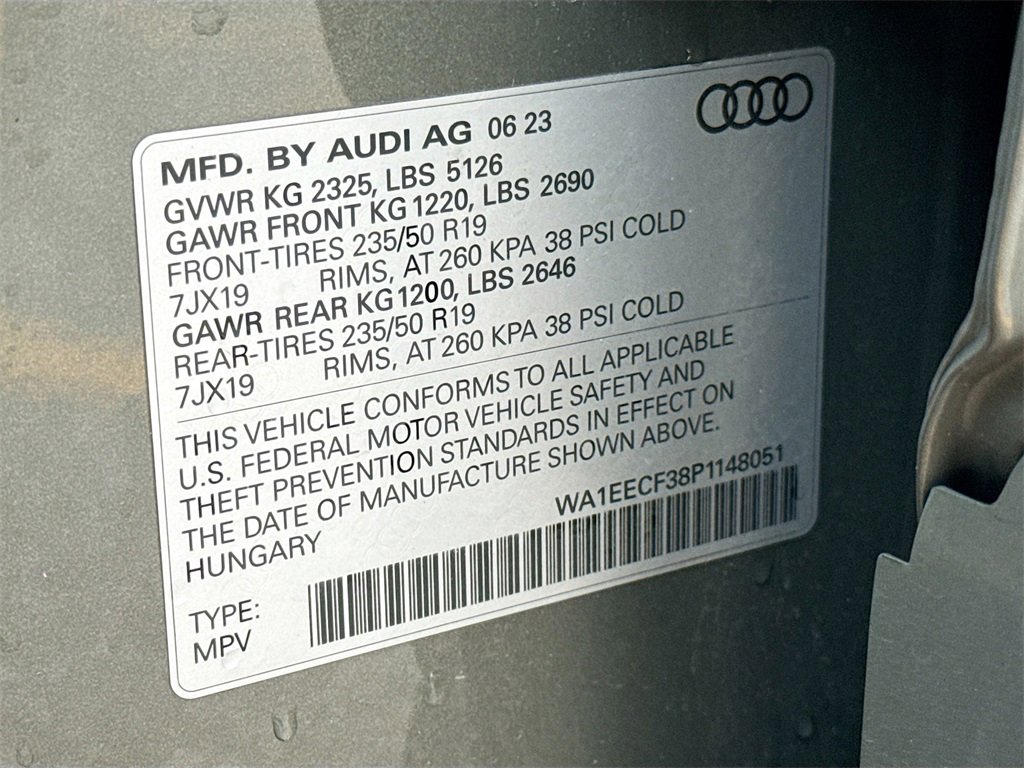 MFD. BY AUDI AG 06 23
GVWR KG 2325, LBS 5126
GAWR FRONT KG 1220, LBS 2690
FRONT-TIRES 235/50 R19
7JX19 RIMS, AT 260 KPA 38 PSI COLD
GAWR REAR KG 1200, LBS 2646
REAR-TIRES 235/50 R19
7JX19 RIMS, AT 260 KPA 38 PSI COLD
THIS VEHICLE CONFORMS TO ALL APPLICABLE
U.S. FEDERAL MOTOR VEHICLE SAFETY AND
THEFT PREVENTION STANDARDS IN EFFECT ON
THE DATE OF MANUFACTURE SHOWN ABOVE.
HUNGARY
WA1EECF38P1148051
TYPE:
MPV